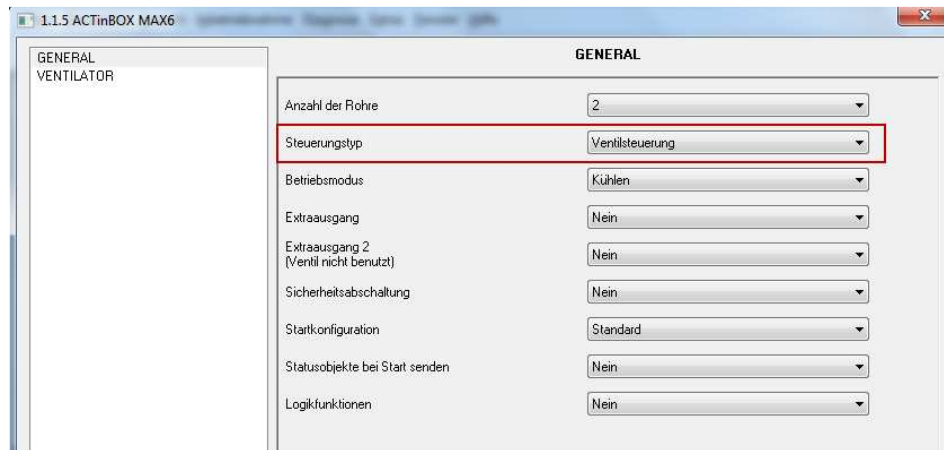 1.1.5 ACTinBOX MAX6
GENERAL
VENTILATOR
GENERAL
Anzahl der Rohre
2
Steuerungstyp
Ventilsteuerung
Betriebsmodus
Kühlen
Extraausgang
Nein
Extraausgang 2
(Ventil nicht benutzt)
Nein
Sicherheitsabschaltung
Nein
Startkonfiguration
Standard
Statusobjekte bei Start senden
Nein
Logikfunktionen
Nein